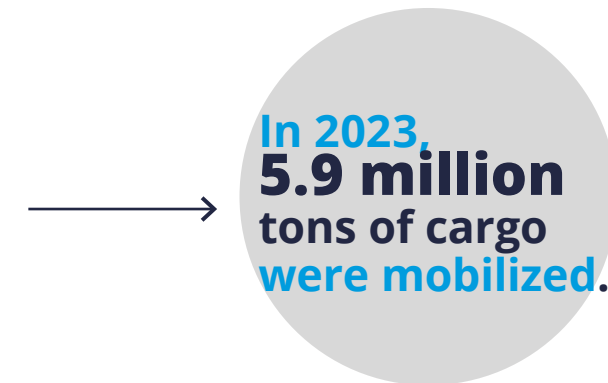 In 2023,
5.9 million
tons of cargo
were mobilized.